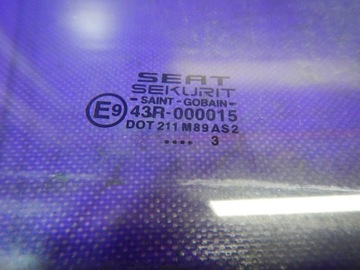 SEAT
SEKURIT
SAINT-GOBAIN
E9 43R-000015
DOT 211 M89 AS2
.... 3